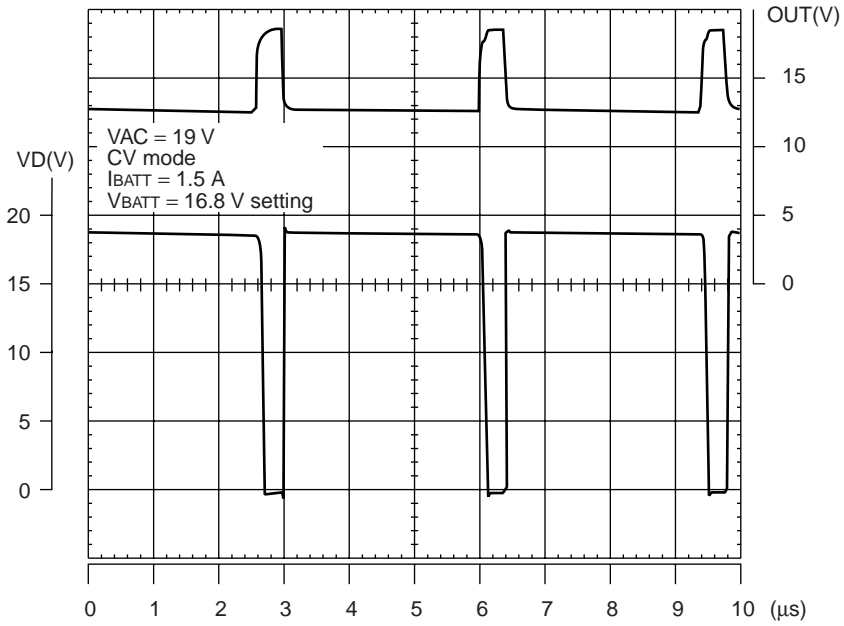 OUT(V)
15
10
5
0
VAC = 19 V
CV mode
IBATT = 1.5 A
VBATT = 16.8 V setting
VD(V)
20
15
10
5
0
0 1 2 3 4 5 6 7 8 9 10 (μs)